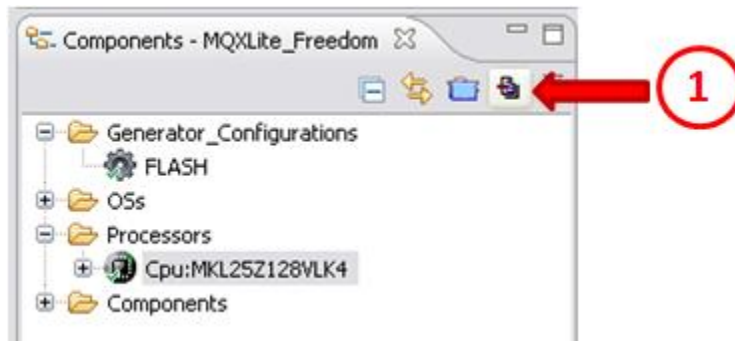 Components - MQXLite_Freedom
1
Generator_Configurations
FLASH
OSs
Processors
Cpu:MKL25Z128VLK4
Components